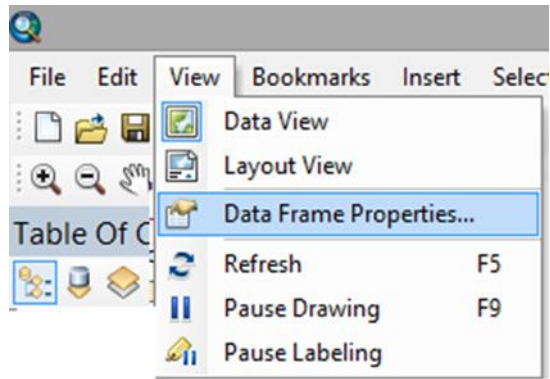 File Edit View Bookmarks Insert Selec
Data View
Layout View
Data Frame Properties...
Table Of C
Refresh F5
Pause Drawing F9
Pause Labeling